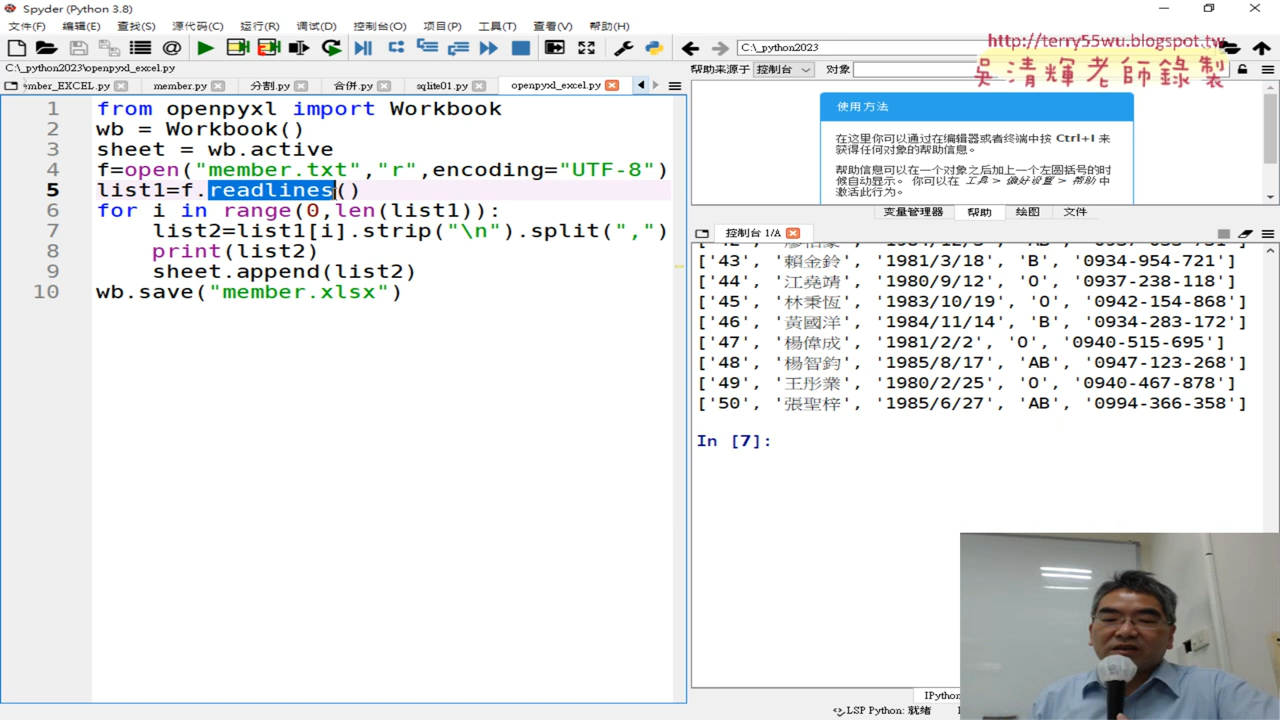 Spyder (Python 3.8)
文件(F) 编辑(E) 查找(S) 源代码(C) 运行(R) 调试(D) 控制台(O) 项目(P) 工具(T) 查看(V) 帮助(H)
C:\_python2023
http://terry55wu.blogspot.tw
吳清輝老師錄製
C:\_python2023\openpyxl_excel.py
帮助来源于 控制台 对象
mber_EXCEL.py member.py 分割.py 合併.py sqlite01.py openpyxl_excel.py
1 from openpyxl import Workbook
2 wb = Workbook()
3 sheet = wb.active
4 f=open("member.txt","r",encoding="UTF-8")
5 list1=f.readlines()
6 for i in range(0,len(list1)):
7 list2=list1[i].strip("\n").split(",")
8 print(list2)
9 sheet.append(list2)
10 wb.save("member.xlsx")
使用方法
在这里你可以通过在编辑器或者终端中按 Ctrl+I 来
获得任何对象的帮助信息。
帮助信息可以在一个对象之后加上一个左圆括号的时
候自动显示。 你可以在 工具 > 偏好设置 > 帮助 中
激活此行为。
变量管理器 帮助 绘图 文件
控制台 1/A
['43', '賴金鈴', '1981/3/18', 'B', '0934-954-721']
['44', '江堯靖', '1980/9/12', 'O', '0937-238-118']
['45', '林秉恆', '1983/10/19', 'O', '0942-154-868']
['46', '黃國洋', '1984/11/14', 'B', '0934-283-172']
['47', '楊偉成', '1981/2/2', 'O', '0940-515-695']
['48', '楊智鈞', '1985/8/17', 'AB', '0947-123-268']
['49', '王彤業', '1980/2/25', 'O', '0940-467-878']
['50', '張聖梓', '1985/6/27', 'AB', '0994-366-358']
In [7]:
IPython
LSP Python: 就绪